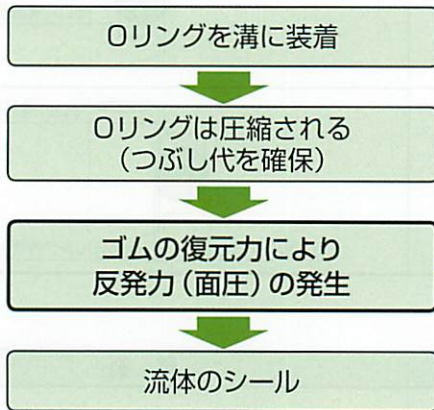 Oリングを溝に装着
Oリングは圧縮される
（つぶし代を確保）
ゴムの復元力により
反発力（面圧）の発生
流体のシール